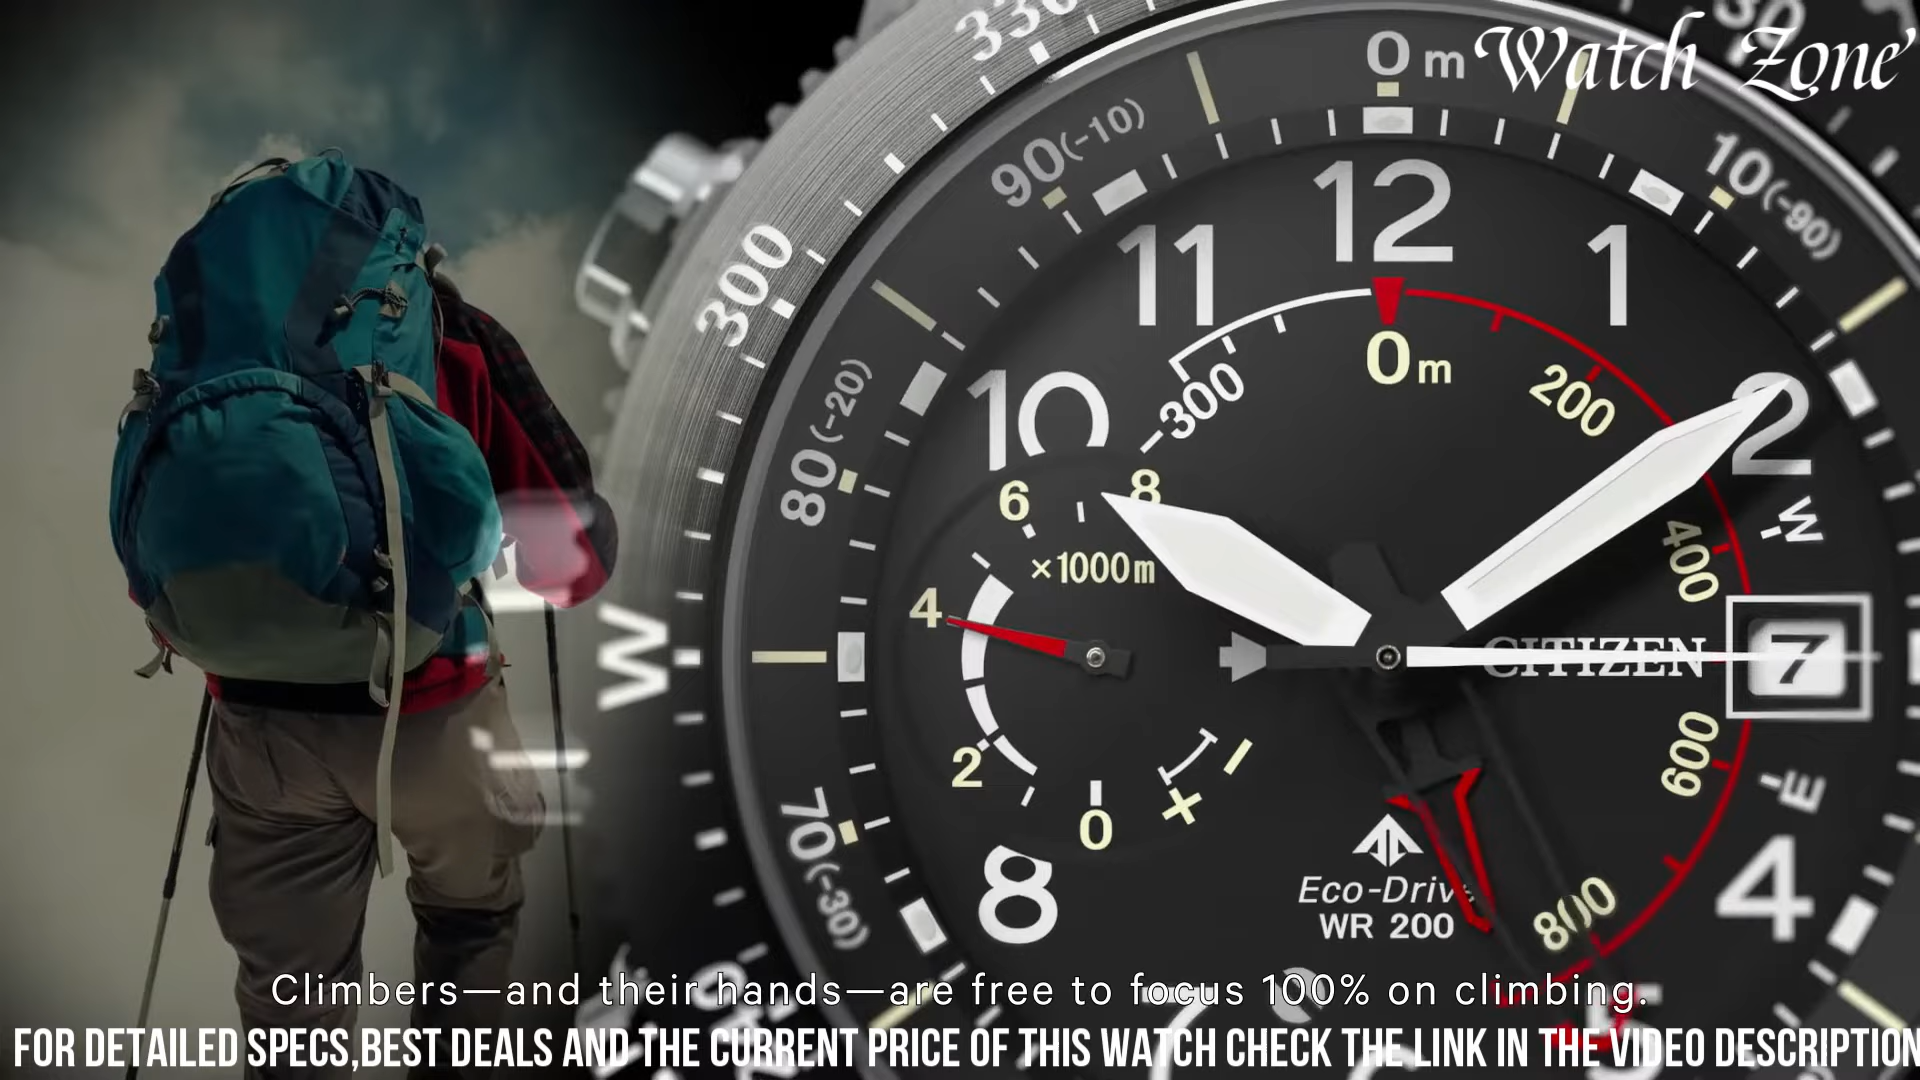 Watch Zone
330
30
0 m
90(-10)
10(-90)
12
11
1
300
0m
-300
200
10
2
80(-20)
6
8
×1000m
W
400
4
W
CITIZEN
7
2
0
+
600
E
70(-30)
8
4
Eco-Drive
WR 200
800
Climbers—and their hands—are free to focus 100% on climbing.
FOR DETAILED SPECS,BEST DEALS AND THE CURRENT PRICE OF THIS WATCH CHECK THE LINK IN THE VIDEO DESCRIPTION